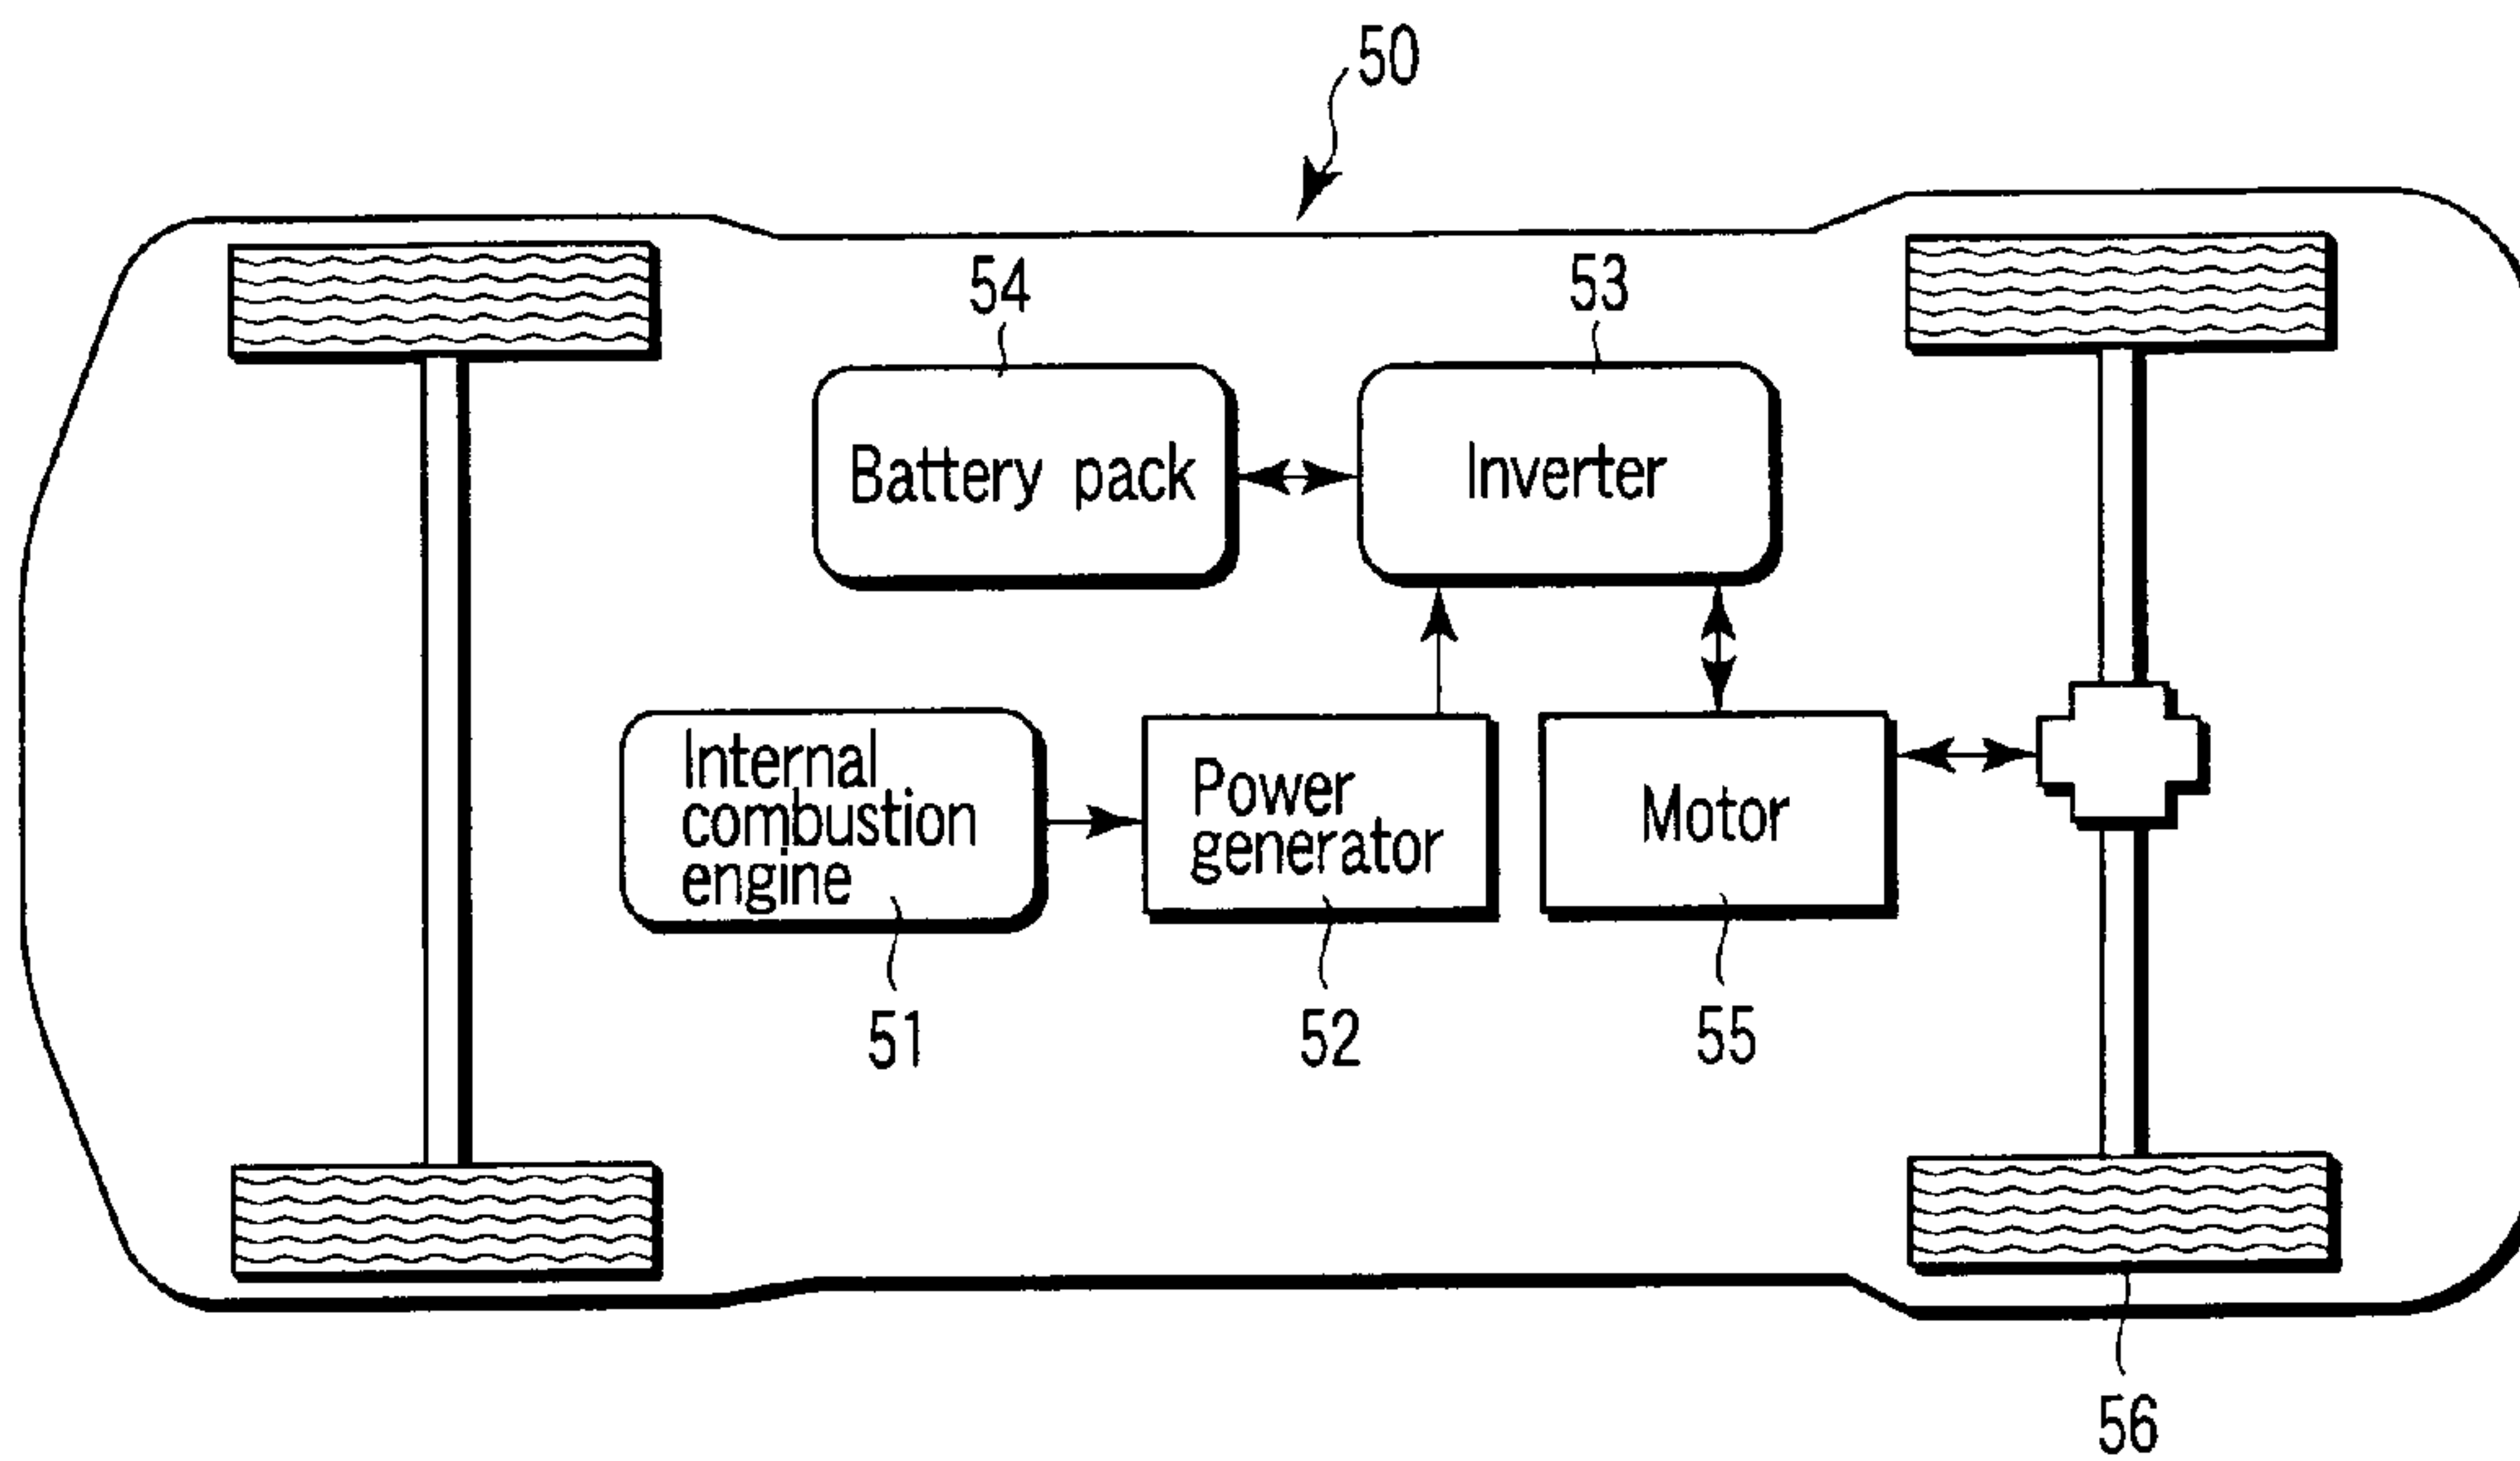 50
54
53
Battery pack
Inverter
Internal
combustion
engine
Power
generator
Motor
51
52
55
56